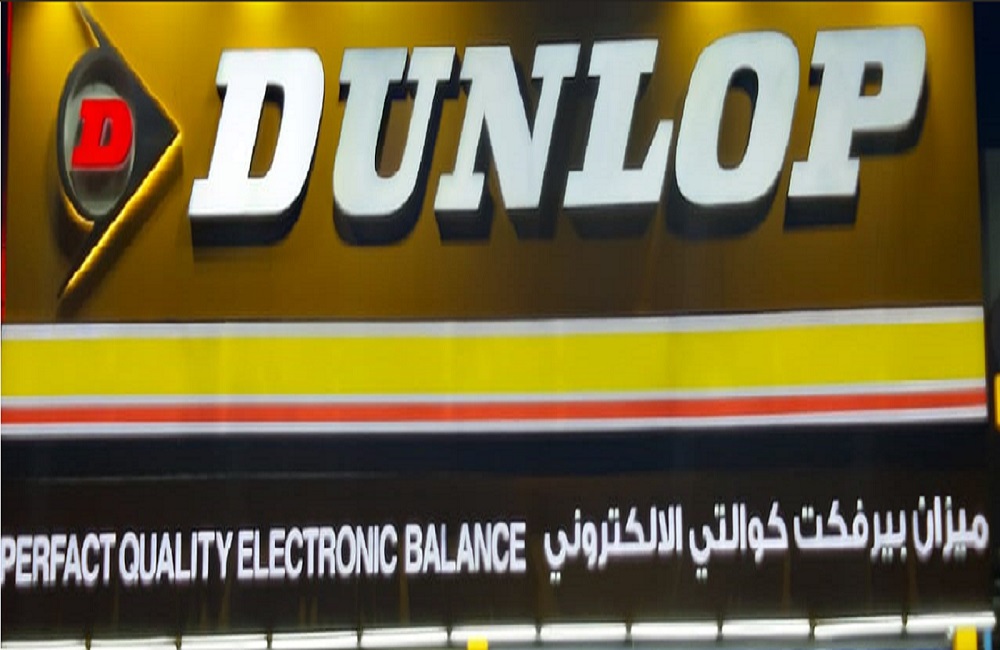 D DUNLOP
PERFACT QUALITY ELECTRONIC BALANCE ميزان بيرفكت كوالتي الالكتروني